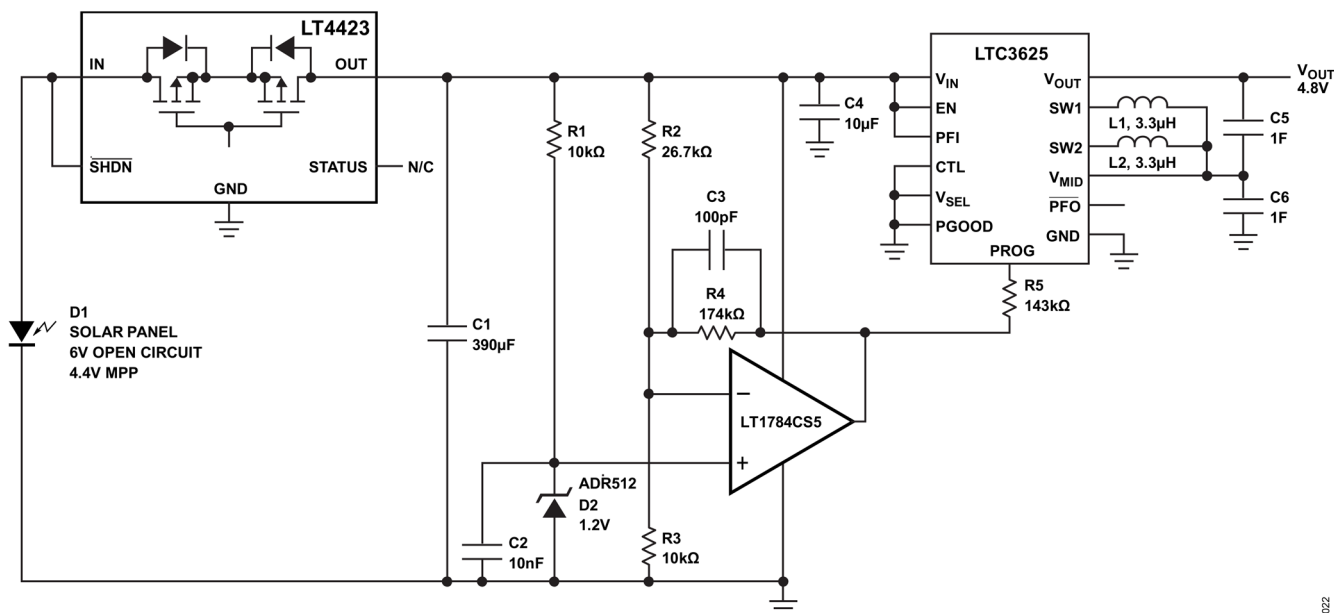 LT4423
IN
OUT
SHDN
STATUS
N/C
GND
D1
SOLAR PANEL
6V OPEN CIRCUIT
4.4V MPP
C1
390µF
R1
10kΩ
R2
26.7kΩ
C3
100pF
R4
174kΩ
LT1784CS5
−
+
ADR512
D2
1.2V
C2
10nF
R3
10kΩ
C4
10µF
LTC3625
VIN
EN
PFI
CTL
VSEL
PGOOD
PROG
VOUT
SW1
SW2
VMID
PFO
GND
R5
143kΩ
L1, 3.3µH
L2, 3.3µH
VOUT
4.8V
C5
1F
C6
1F
022